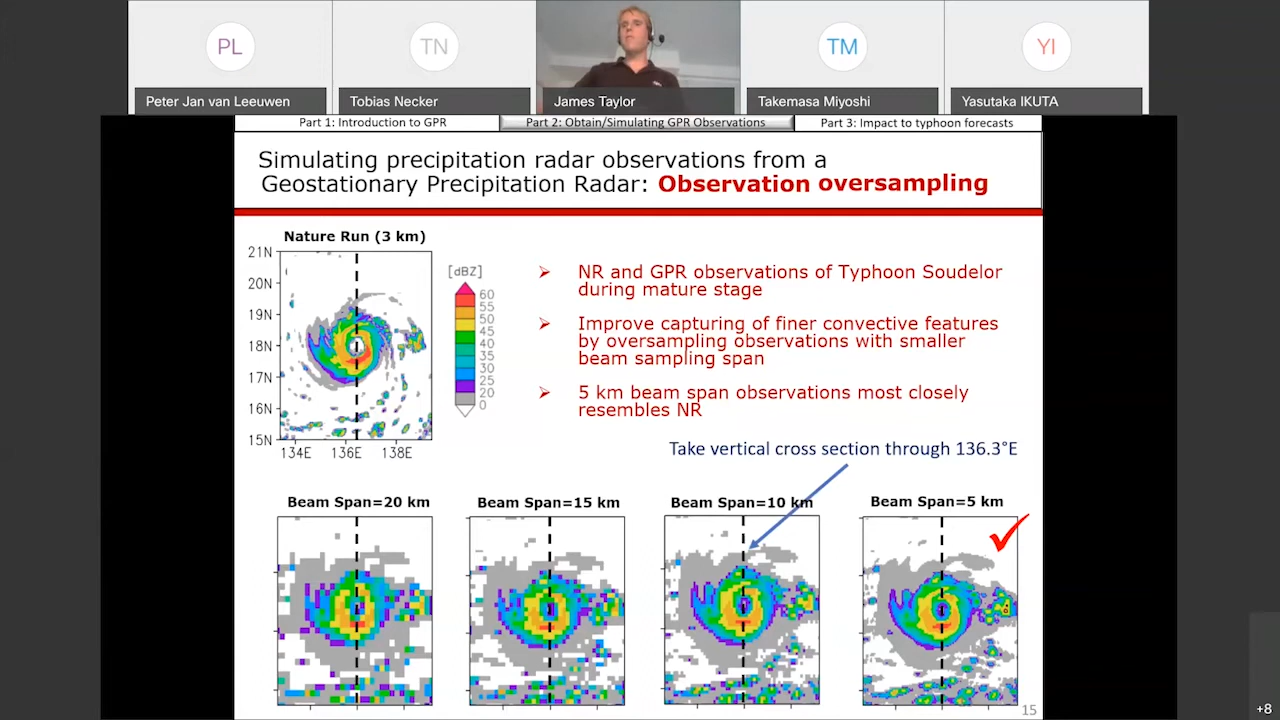 PL
TN
TM
YI
Peter Jan van Leeuwen
Tobias Necker
James Taylor
Takemasa Miyoshi
Yasutaka IKUTA
Part 1: Introduction to GPR
Part 2: Obtain/Simulating GPR Observations
Part 3: Impact to typhoon forecasts
Simulating precipitation radar observations from a
Geostationary Precipitation Radar: Observation oversampling
Nature Run (3 km)
21N
20N
19N
18N
17N
16N
15N
134E 136E 138E
[dBZ]
60
55
50
45
40
35
30
25
20
0
NR and GPR observations of Typhoon Soudelor
during mature stage
Improve capturing of finer convective features
by oversampling observations with smaller
beam sampling span
5 km beam span observations most closely
resembles NR
Take vertical cross section through 136.3°E
Beam Span=20 km
Beam Span=15 km
Beam Span=10 km
Beam Span=5 km
15
+8